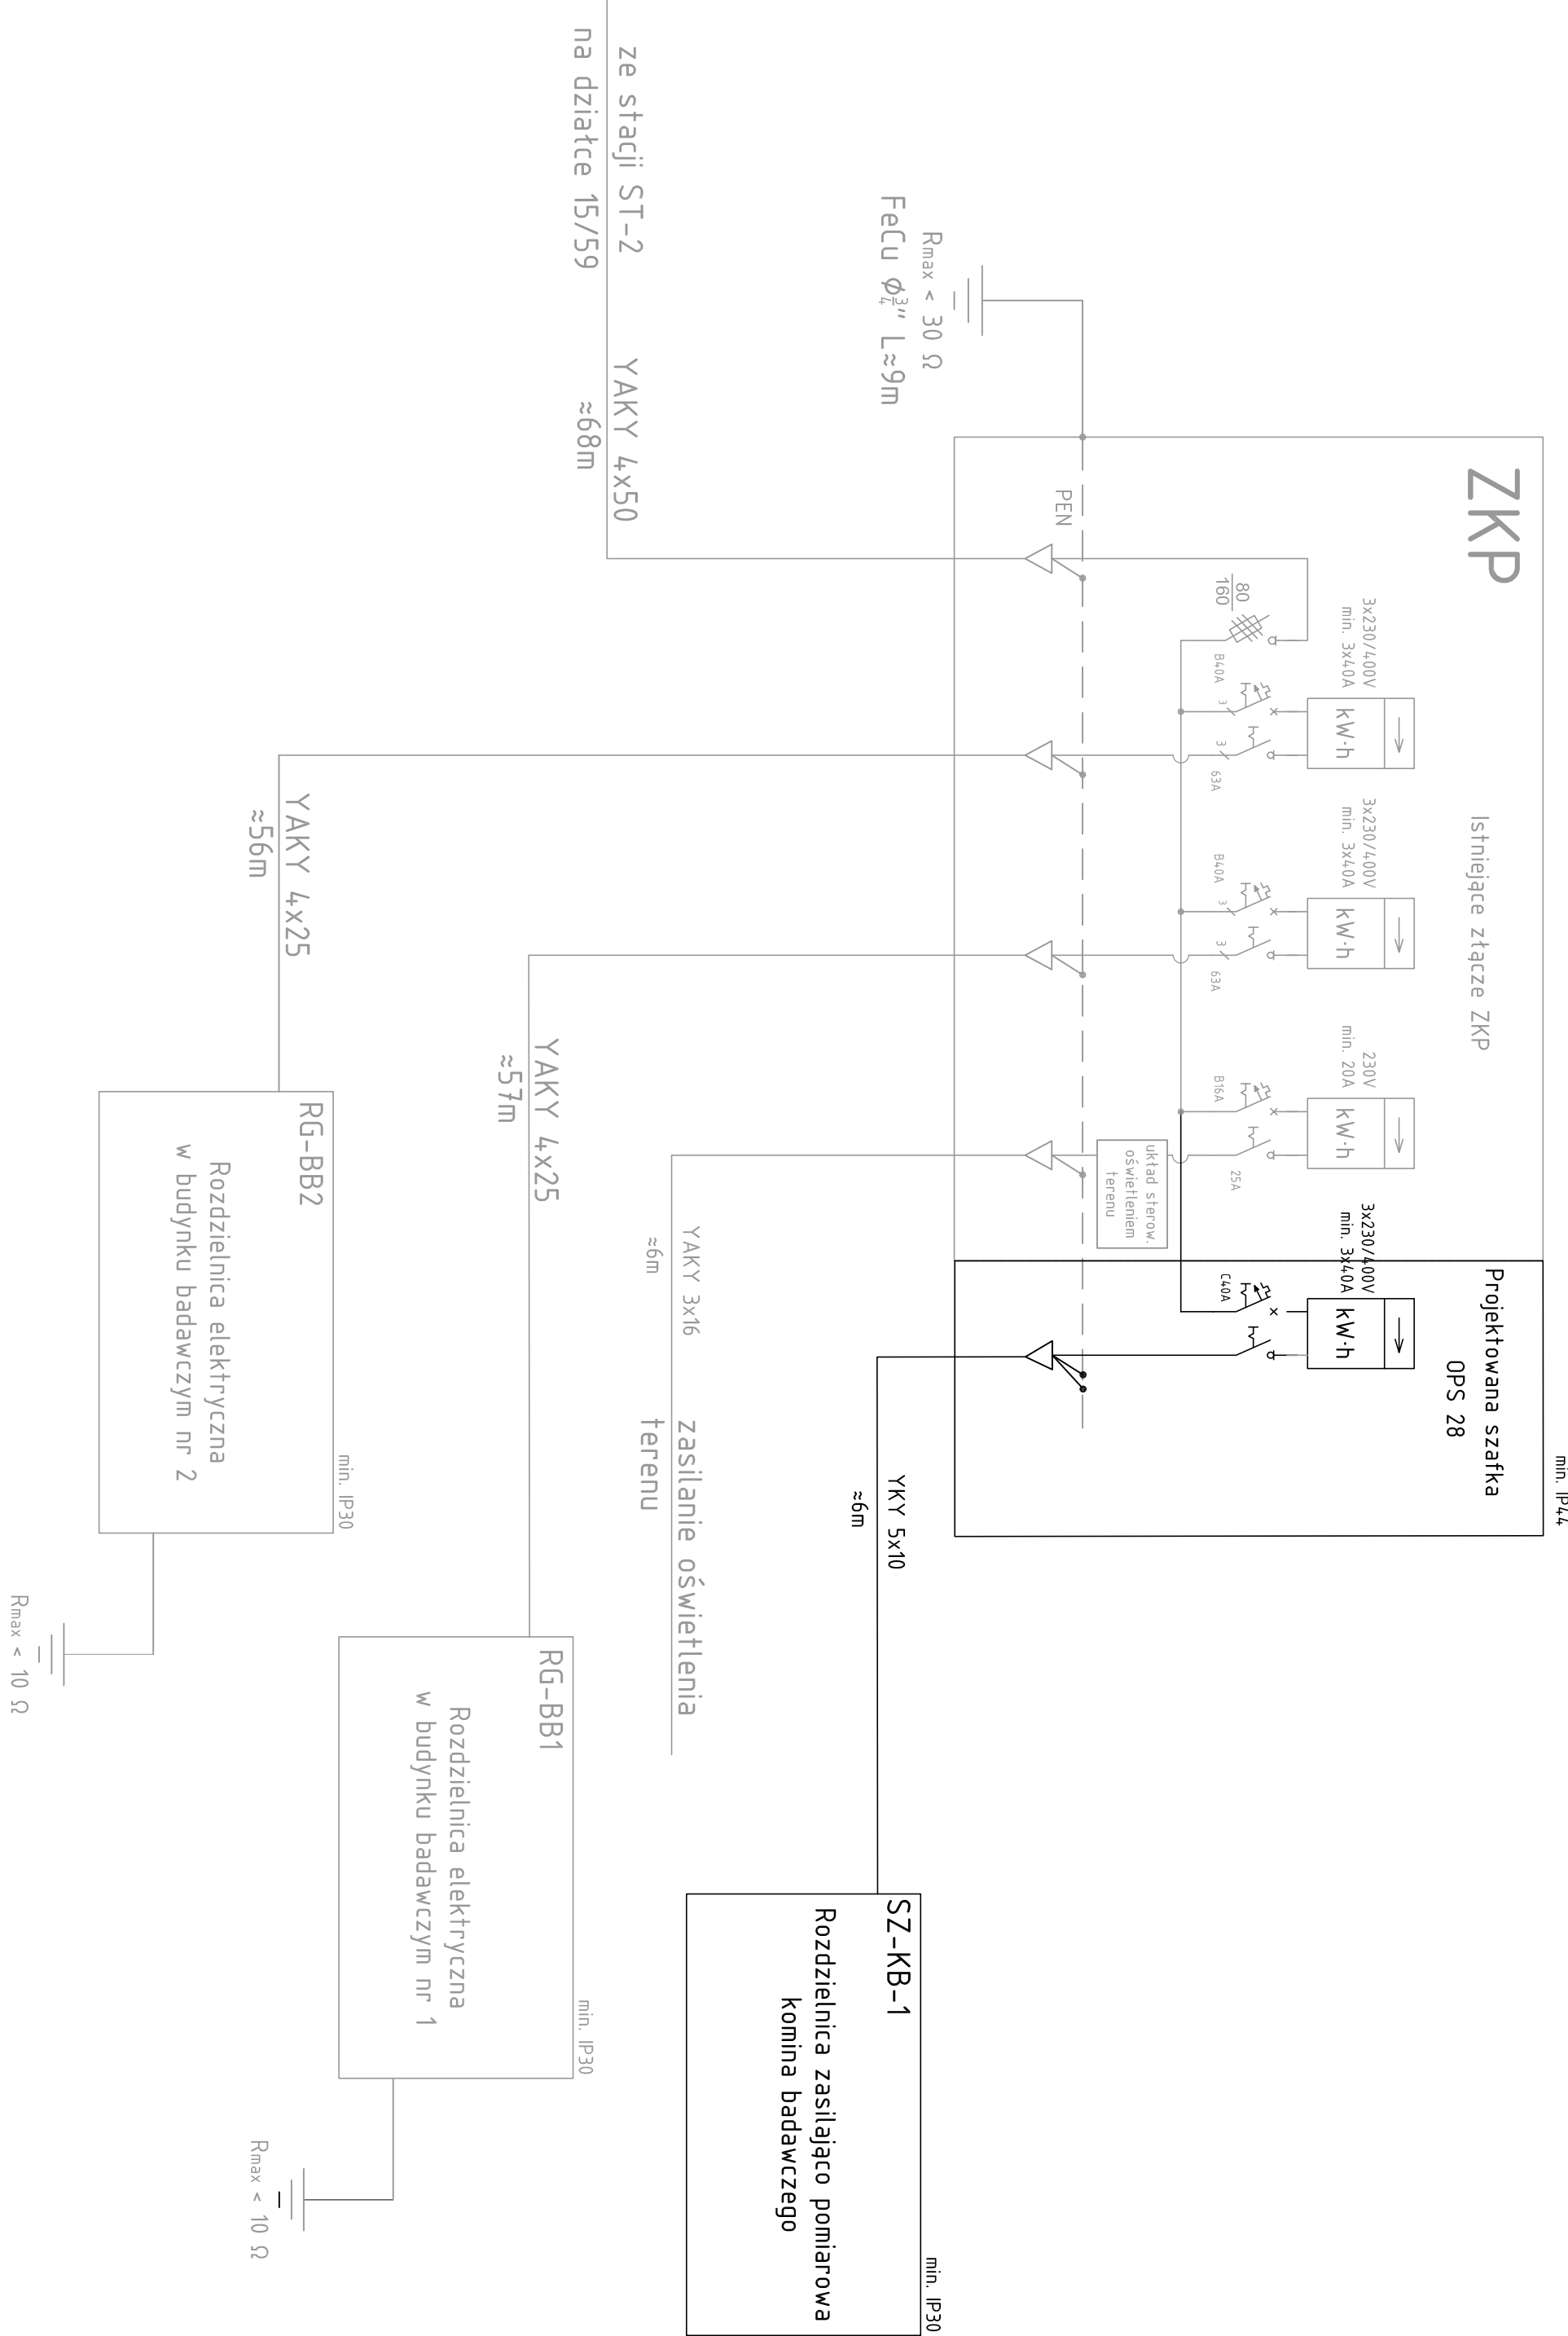 min. IP44
ZKP
Istniejące złącze ZKP
Projektowana szafka
OPS 28
3x230/400V
min. 3x40A
3x230/400V
min. 3x40A
230V
min. 20A
3x230/400V
min. 3x40A
kW·h
kW·h
kW·h
kW·h
80
160
B40A
3
3
63A
B40A
3
3
63A
B16A
25A
C40A
układ sterow.
oświetleniem
terenu
PEN
Rmax < 30 Ω
FeCu Ø3/4" L≈9m
ze stacji ST-2
na działce 15/59
YAKY 4x50
≈68m
YKY 5x10
≈6m
SZ-KB-1
Rozdzielnica zasilająco pomiarowa
komina badawczego
min. IP30
YAKY 3x16
≈6m
zasilanie oświetlenia
terenu
YAKY 4x25
≈57m
RG-BB1
Rozdzielnica elektryczna
w budynku badawczym nr 1
min. IP30
Rmax < 10 Ω
YAKY 4x25
≈56m
RG-BB2
Rozdzielnica elektryczna
w budynku badawczym nr 2
min. IP30
Rmax < 10 Ω